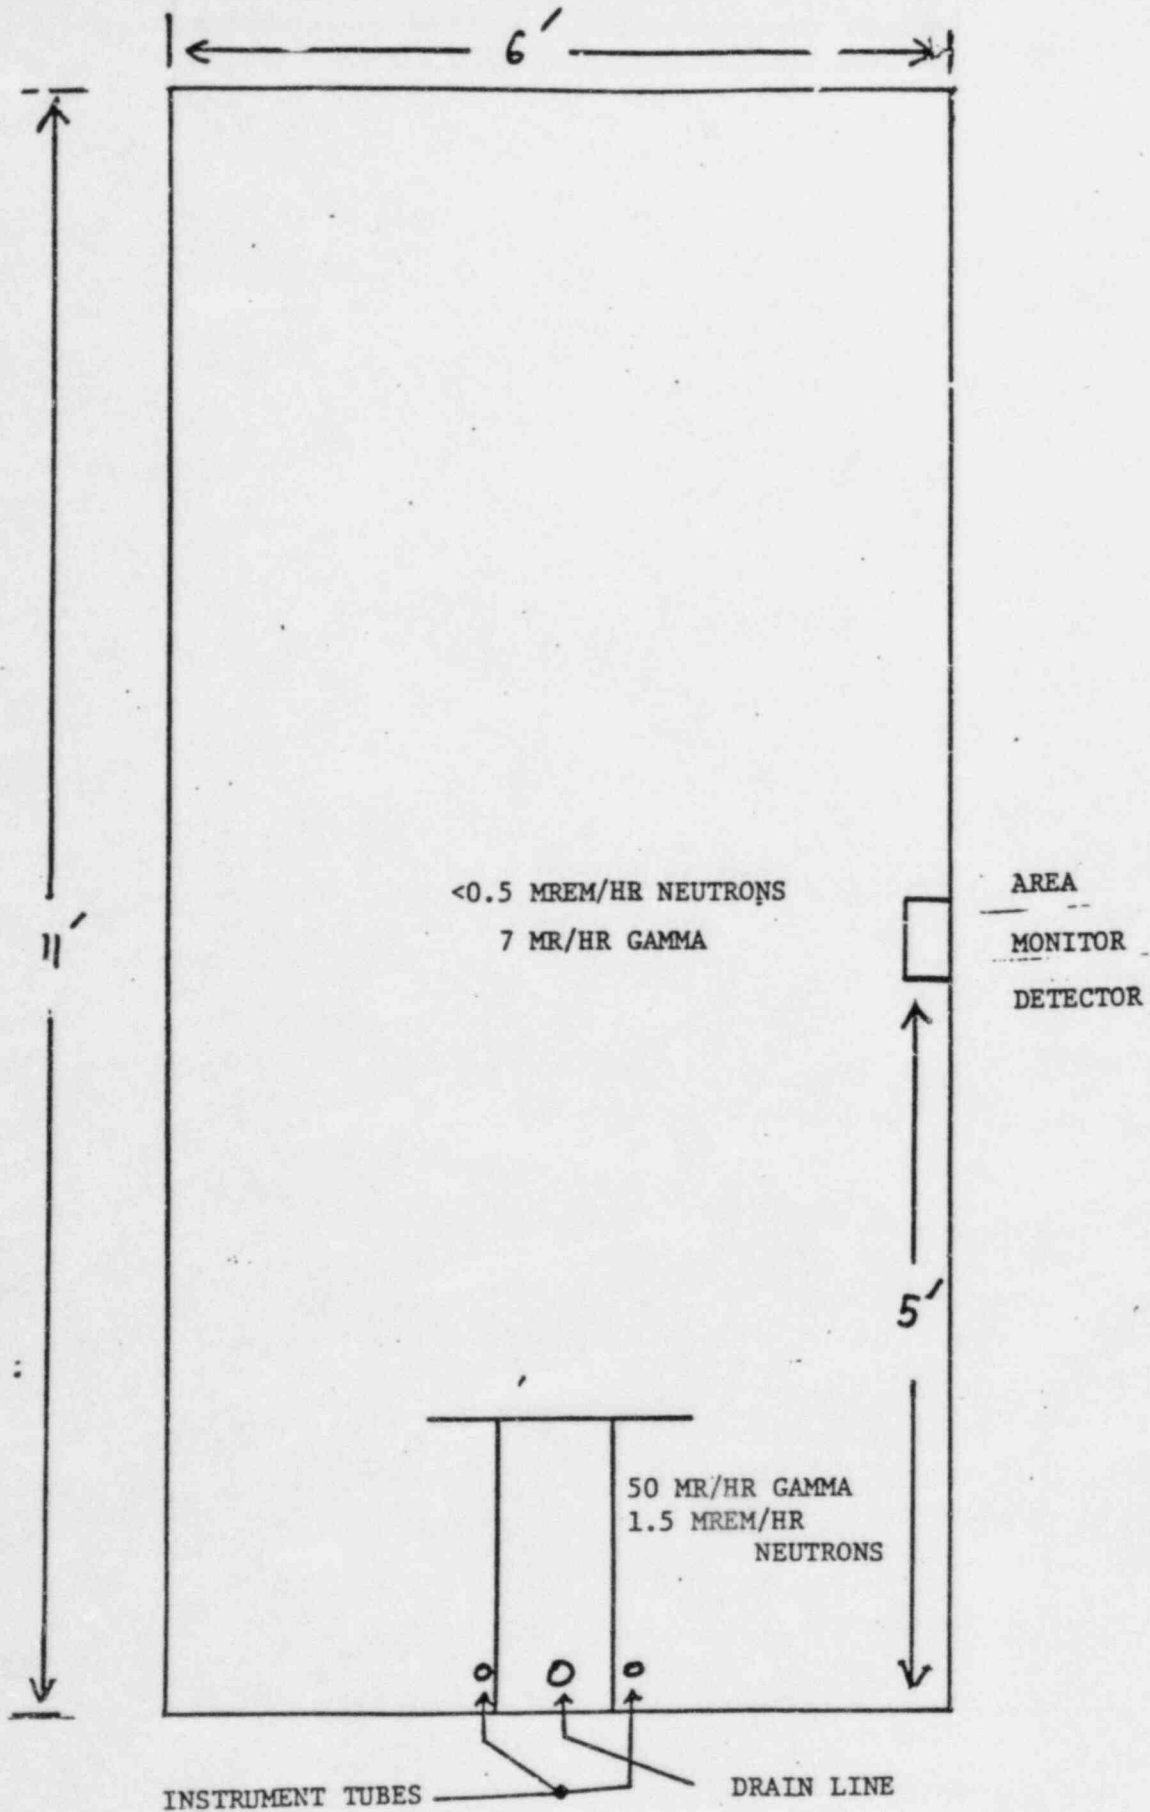 6′
<0.5 MREM/HR NEUTRONS
7 MR/HR GAMMA
AREA
MONITOR
DETECTOR
11′
5′
50 MR/HR GAMMA
1.5 MREM/HR
NEUTRONS
INSTRUMENT TUBES
DRAIN LINE